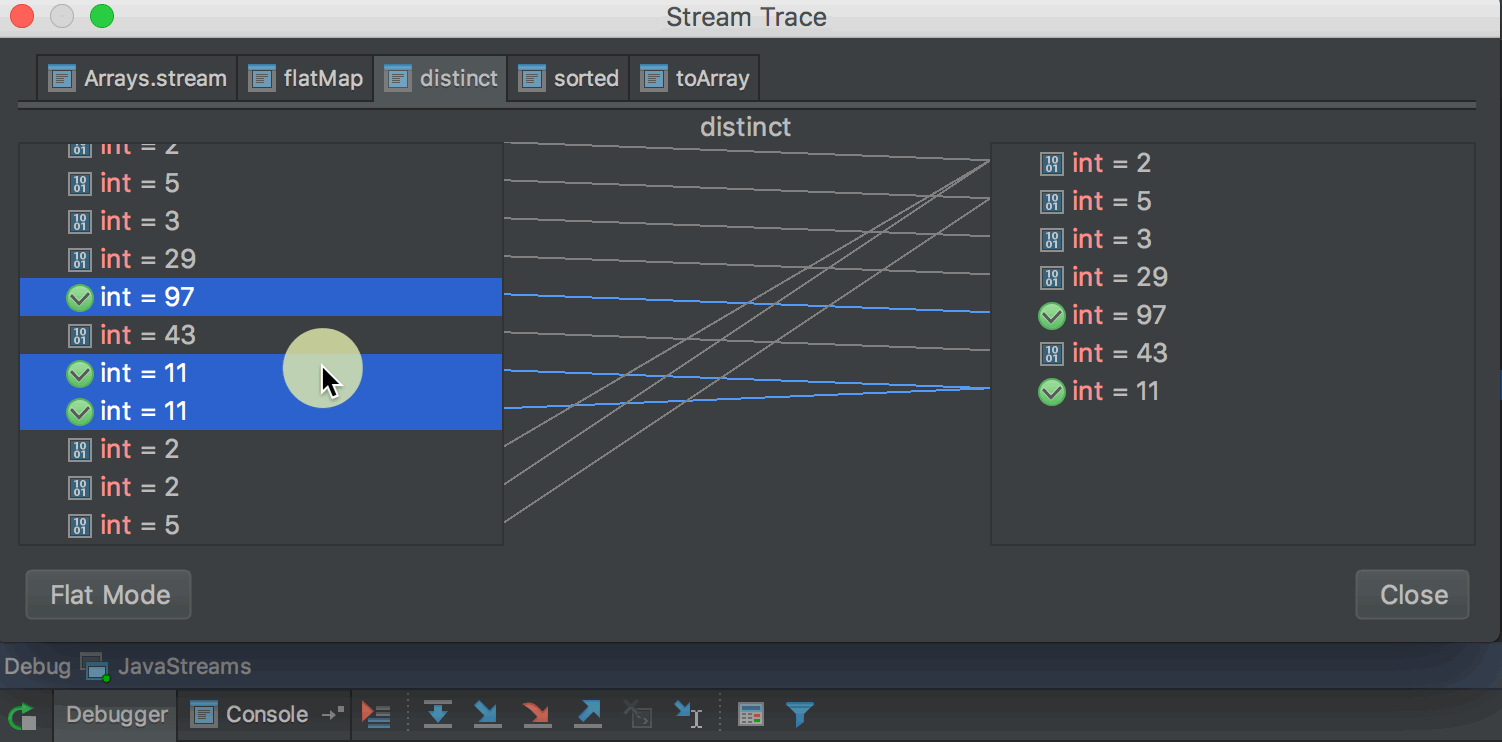 Stream Trace
Arrays.stream flatMap distinct sorted toArray
distinct
int = 2
int = 5
int = 3
int = 29
int = 97
int = 43
int = 11
int = 11
int = 2
int = 2
int = 5
int = 2
int = 5
int = 3
int = 29
int = 97
int = 43
int = 11
Flat Mode Close
Debug JavaStreams
Debugger Console